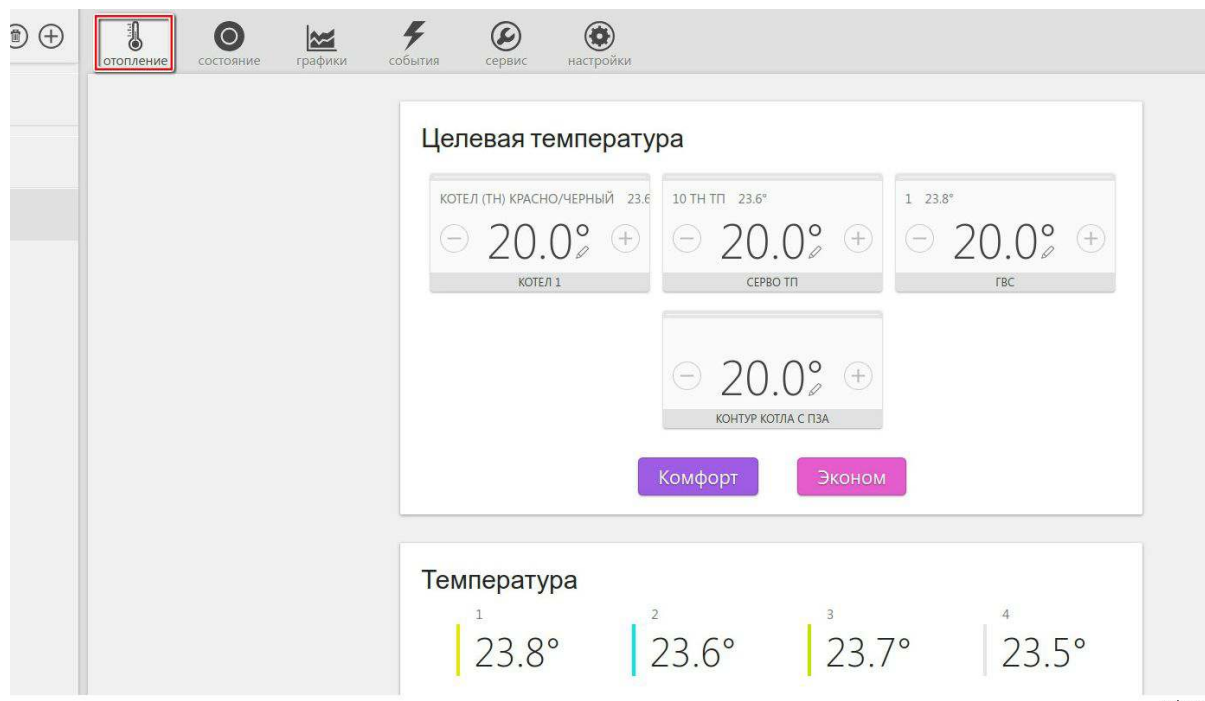 отопление состояние графики события сервис настройки
Целевая температура
КОТЕЛ (ТН) КРАСНО/ЧЕРНЫЙ 23.6 10 ТН ТП 23.6° 1 23.8°
20.0° 20.0° 20.0°
КОТЕЛ 1 СЕРВО ТП ГВС
20.0°
КОНТУР КОТЛА С ПЗА
Комфорт Эконом
Температура
1 2 3 4
23.8° 23.6° 23.7° 23.5°